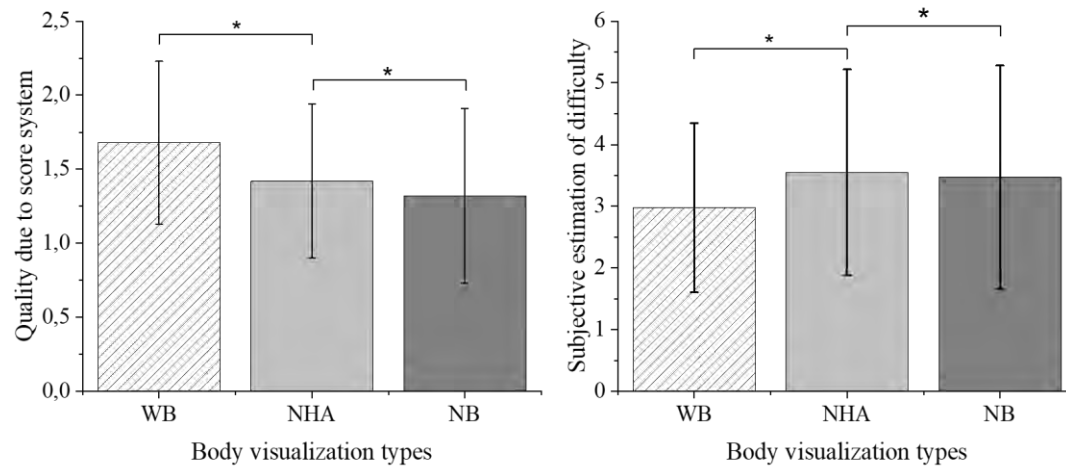 Quality due to score system
2,5
2,0
1,5
1,0
0,5
0,0
*
*
WB NHA NB
Body visualization types
Subjective estimation of difficulty
6
5
4
3
2
1
0
*
*
WB NHA NB
Body visualization types